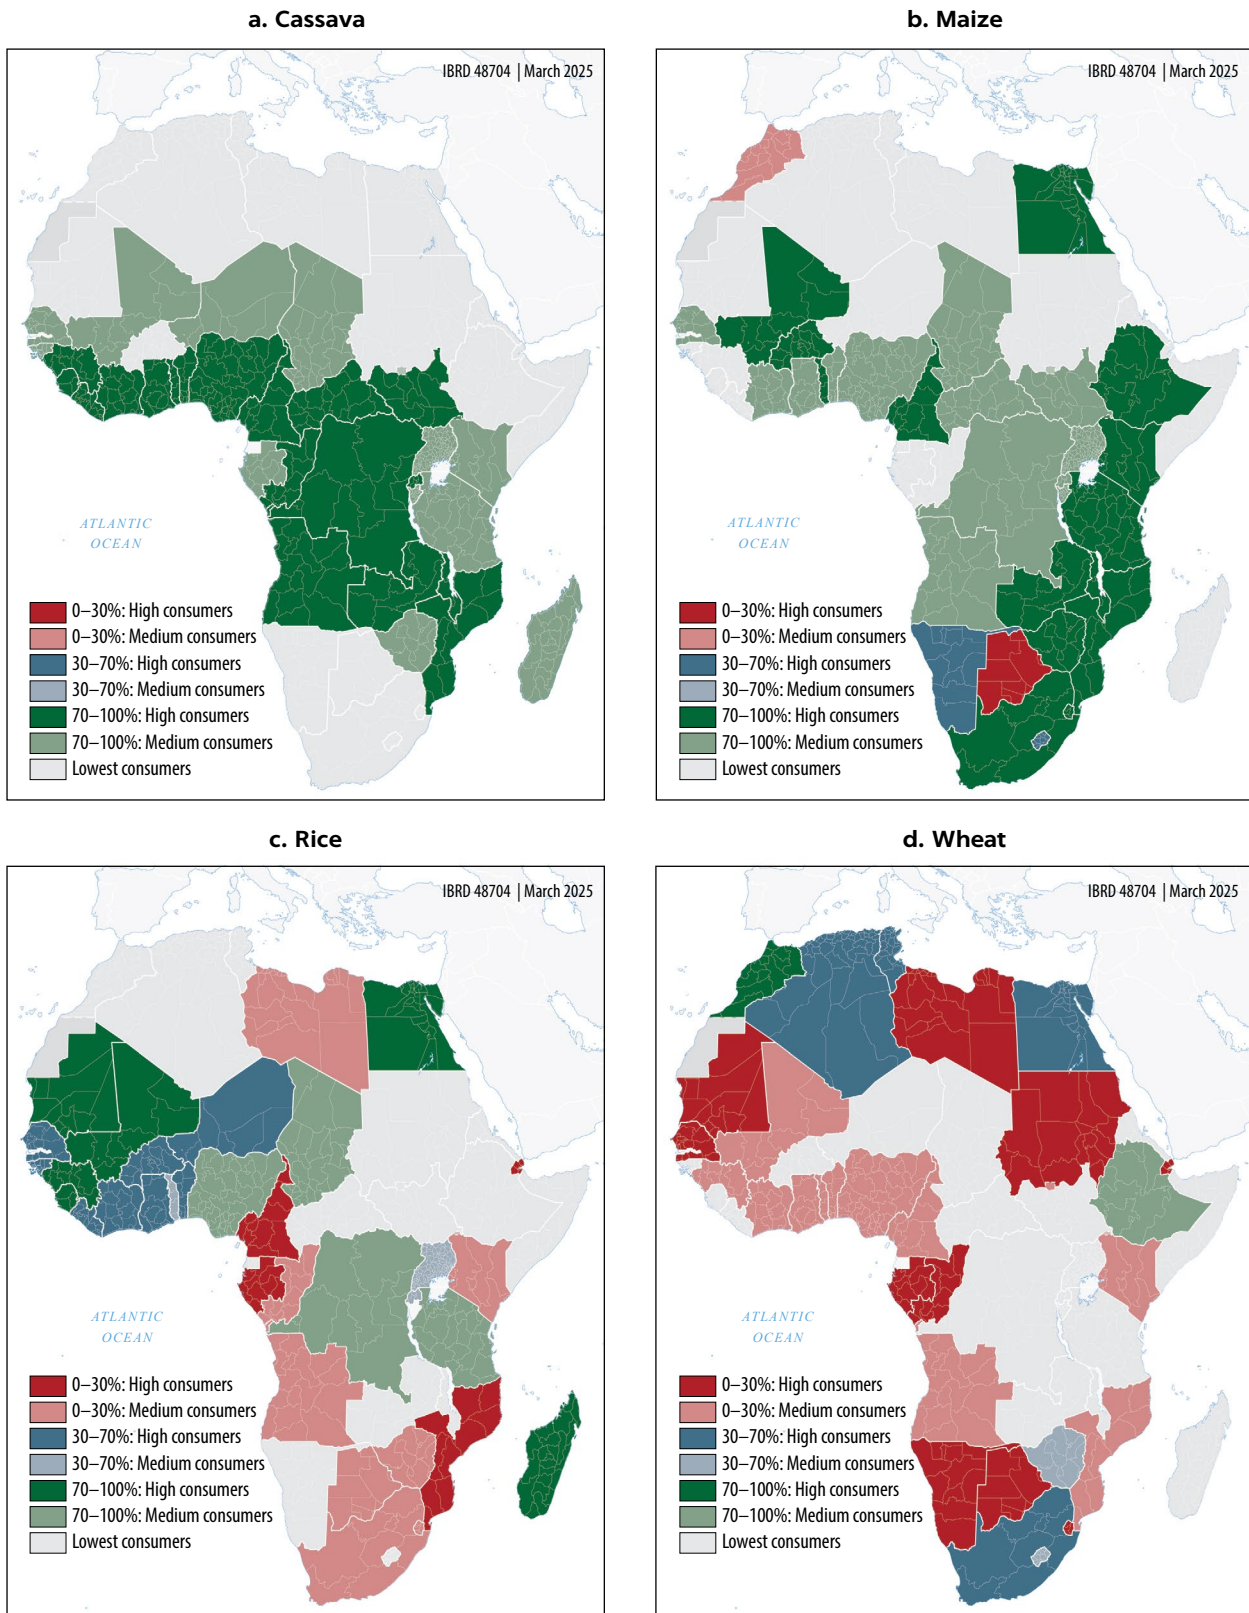 a. Cassava
IBRD 48704 | March 2025
ATLANTIC
OCEAN
0–30%: High consumers
0–30%: Medium consumers
30–70%: High consumers
30–70%: Medium consumers
70–100%: High consumers
70–100%: Medium consumers
Lowest consumers
b. Maize
IBRD 48704 | March 2025
ATLANTIC
OCEAN
0–30%: High consumers
0–30%: Medium consumers
30–70%: High consumers
30–70%: Medium consumers
70–100%: High consumers
70–100%: Medium consumers
Lowest consumers
c. Rice
IBRD 48704 | March 2025
ATLANTIC
OCEAN
0–30%: High consumers
0–30%: Medium consumers
30–70%: High consumers
30–70%: Medium consumers
70–100%: High consumers
70–100%: Medium consumers
Lowest consumers
d. Wheat
IBRD 48704 | March 2025
ATLANTIC
OCEAN
0–30%: High consumers
0–30%: Medium consumers
30–70%: High consumers
30–70%: Medium consumers
70–100%: High consumers
70–100%: Medium consumers
Lowest consumers